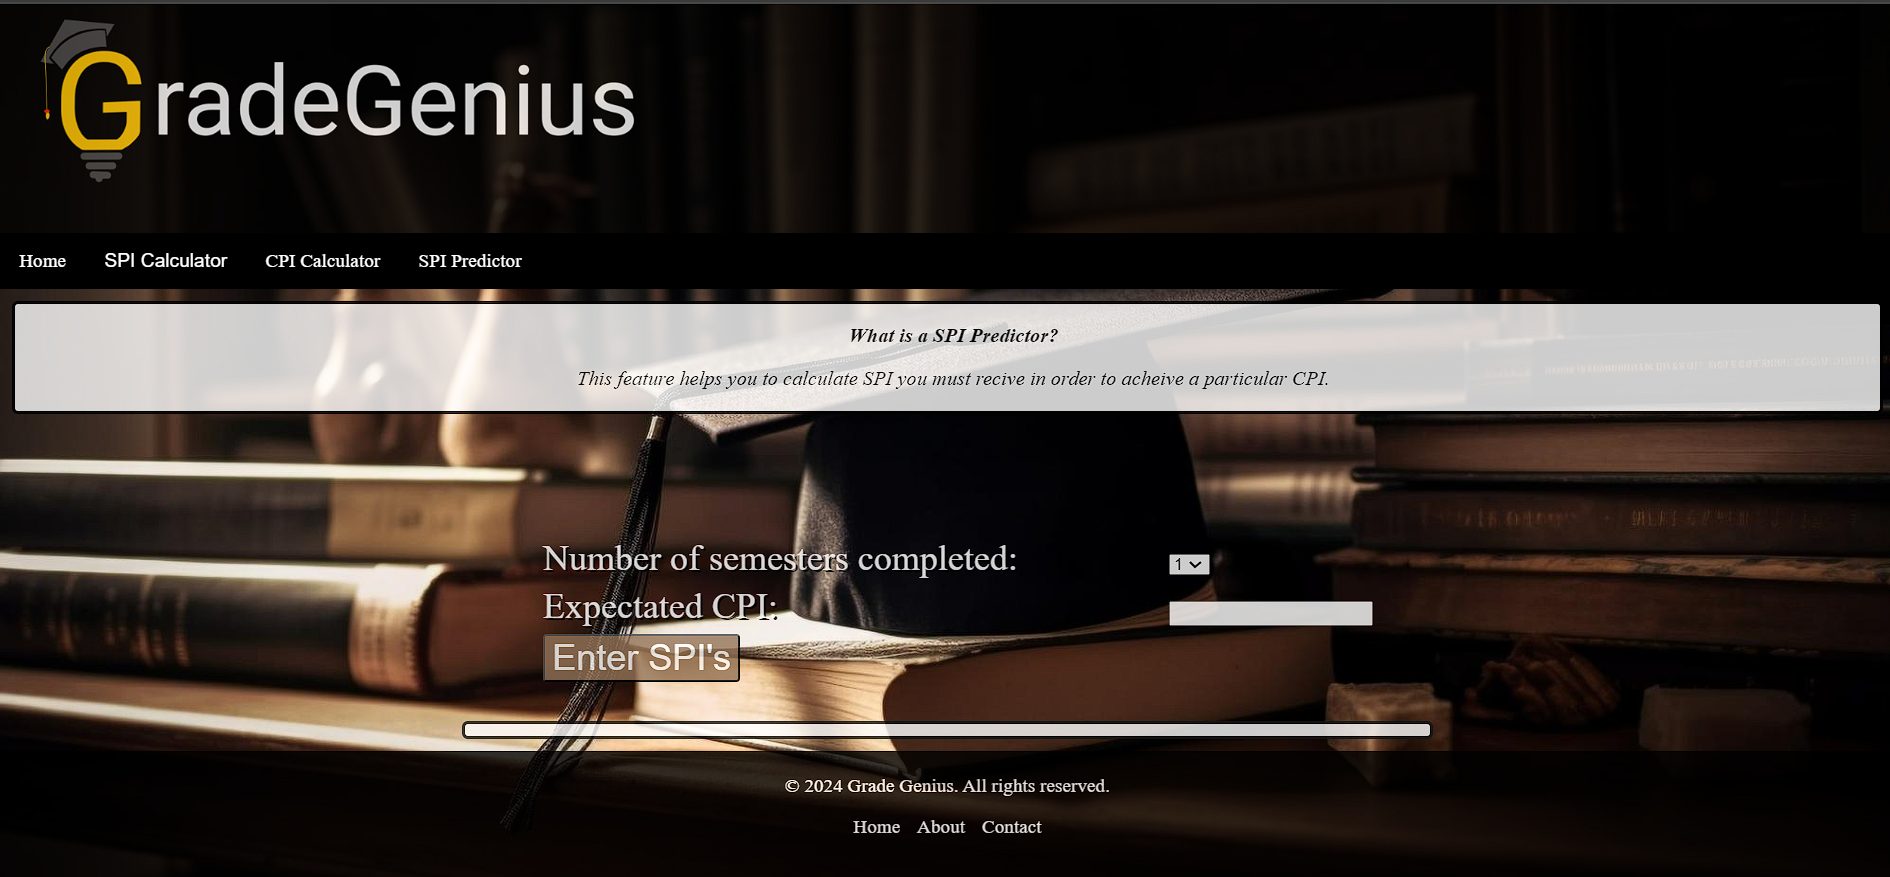 GradeGenius
Home SPI Calculator CPI Calculator SPI Predictor
What is a SPI Predictor?
This feature helps you to calculate SPI you must recive in order to acheive a particular CPI.
Number of semesters completed: 1
Expectated CPI:
Enter SPI's
© 2024 Grade Genius. All rights reserved.
Home About Contact